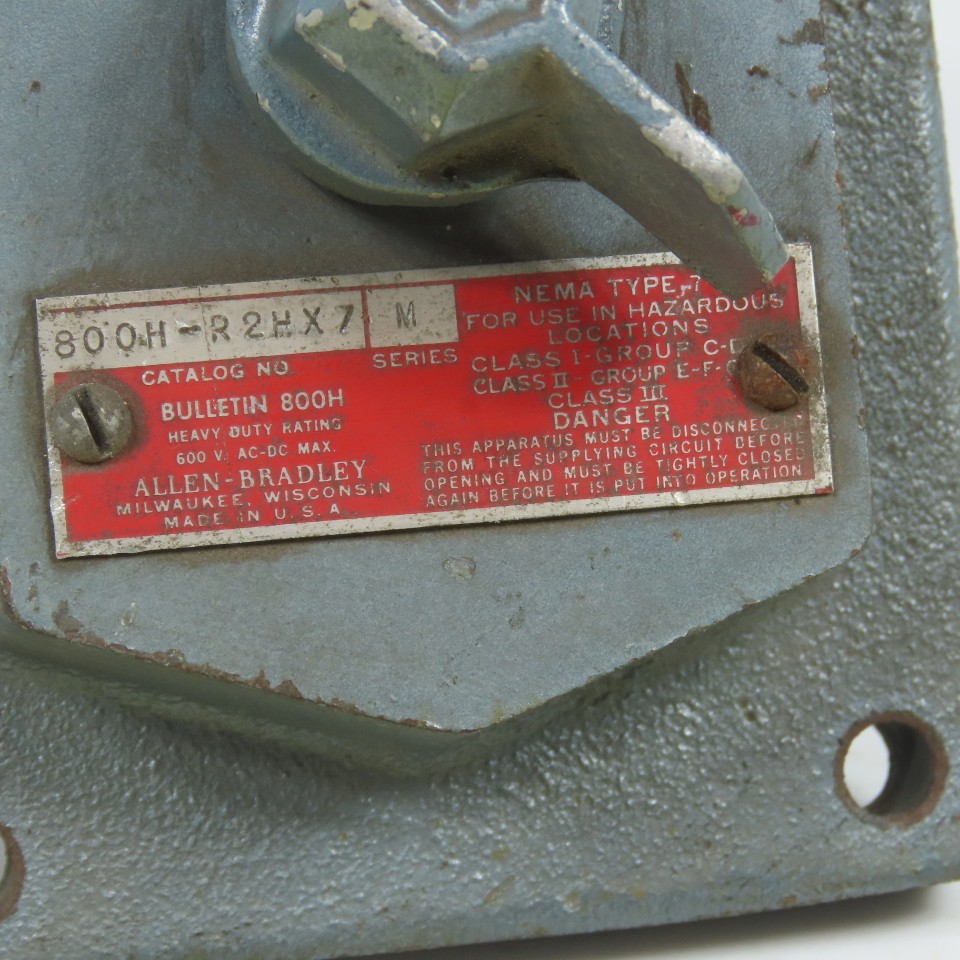 800H-R2HX7 M
CATALOG NO. SERIES
BULLETIN 800H
HEAVY DUTY RATING
600 V. AC-DC MAX.
ALLEN-BRADLEY
MILWAUKEE, WISCONSIN
MADE IN U.S.A.
NEMA TYPE-7
FOR USE IN HAZARDOUS
LOCATIONS
CLASS I-GROUP C-D
CLASS II-GROUP E-F-
CLASS III
DANGER
THIS APPARATUS MUST BE DISCONNECTED
FROM THE SUPPLYING CIRCUIT BEFORE
OPENING AND MUST BE TIGHTLY CLOSED
AGAIN BEFORE IT IS PUT INTO OPERATION